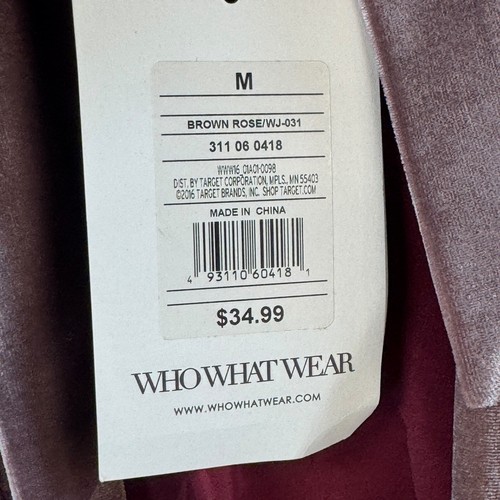 M
BROWN ROSE/WJ-031
311 06 0418
WWW16_01A01-0098
DIST. BY TARGET CORPORATION, MPLS., MN 55403
©2016 TARGET BRANDS, INC. SHOP TARGET.COM
MADE IN CHINA
4 93110 60418 1
$34.99
WHO WHAT WEAR
WWW.WHOWHATWEAR.COM